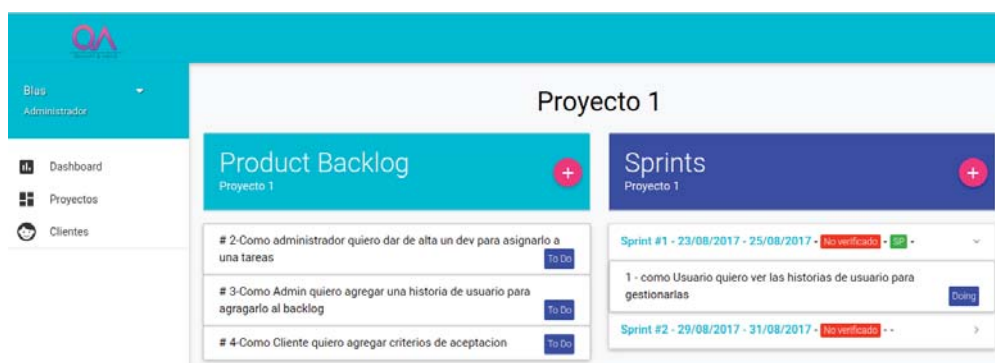 QA
Blas
Administrador
Dashboard
Proyectos
Clientes
Proyecto 1
Product Backlog
Proyecto 1
+
# 2-Como administrador quiero dar de alta un dev para asignarlo a
una tareas
To Do
# 3-Como Admin quiero agregar una historia de usuario para
agragarlo al backlog
To Do
# 4-Como Cliente quiero agregar criterios de aceptacion
To Do
Sprints
Proyecto 1
+
Sprint #1 - 23/08/2017 - 25/08/2017 - No verificado - SP -
1 - como Usuario quiero ver las historias de usuario para
gestionarlas
Doing
Sprint #2 - 29/08/2017 - 31/08/2017 - No verificado - -